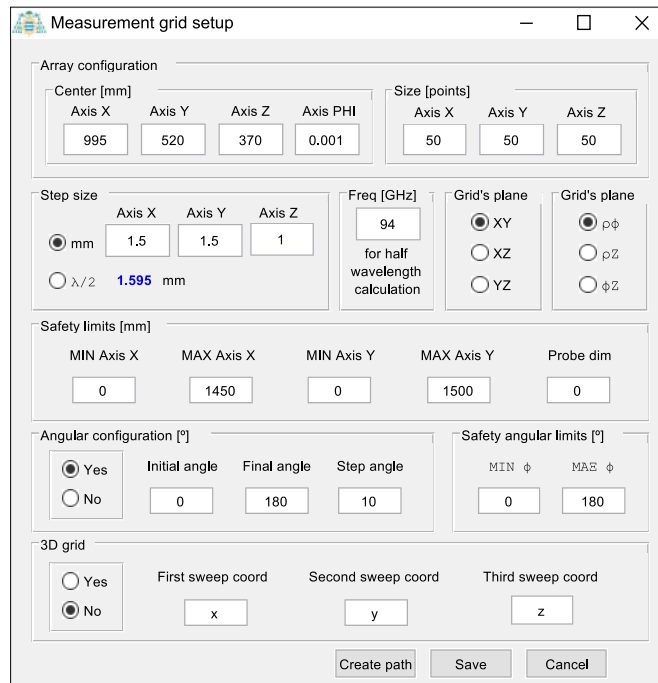 Measurement grid setup
Array configuration
Center [mm]
Size [points]
Axis X Axis Y Axis Z Axis PHI Axis X Axis Y Axis Z
995 520 370 0.001 50 50 50
Step size
Freq [GHz]
Grid's plane
Grid's plane
Axis X Axis Y Axis Z
mm 1.5 1.5 1
λ/2 1.595 mm
94
for half
wavelength
calculation
XY
XZ
YZ
ρϕ
ρZ
ϕZ
Safety limits [mm]
MIN Axis X MAX Axis X MIN Axis Y MAX Axis Y Probe dim
0 1450 0 1500 0
Angular configuration [º]
Safety angular limits [º]
Yes
No
Initial angle Final angle Step angle
0 180 10
MIN ϕ MAE ϕ
0 180
3D grid
Yes
No
First sweep coord Second sweep coord Third sweep coord
x y z
Create path Save Cancel